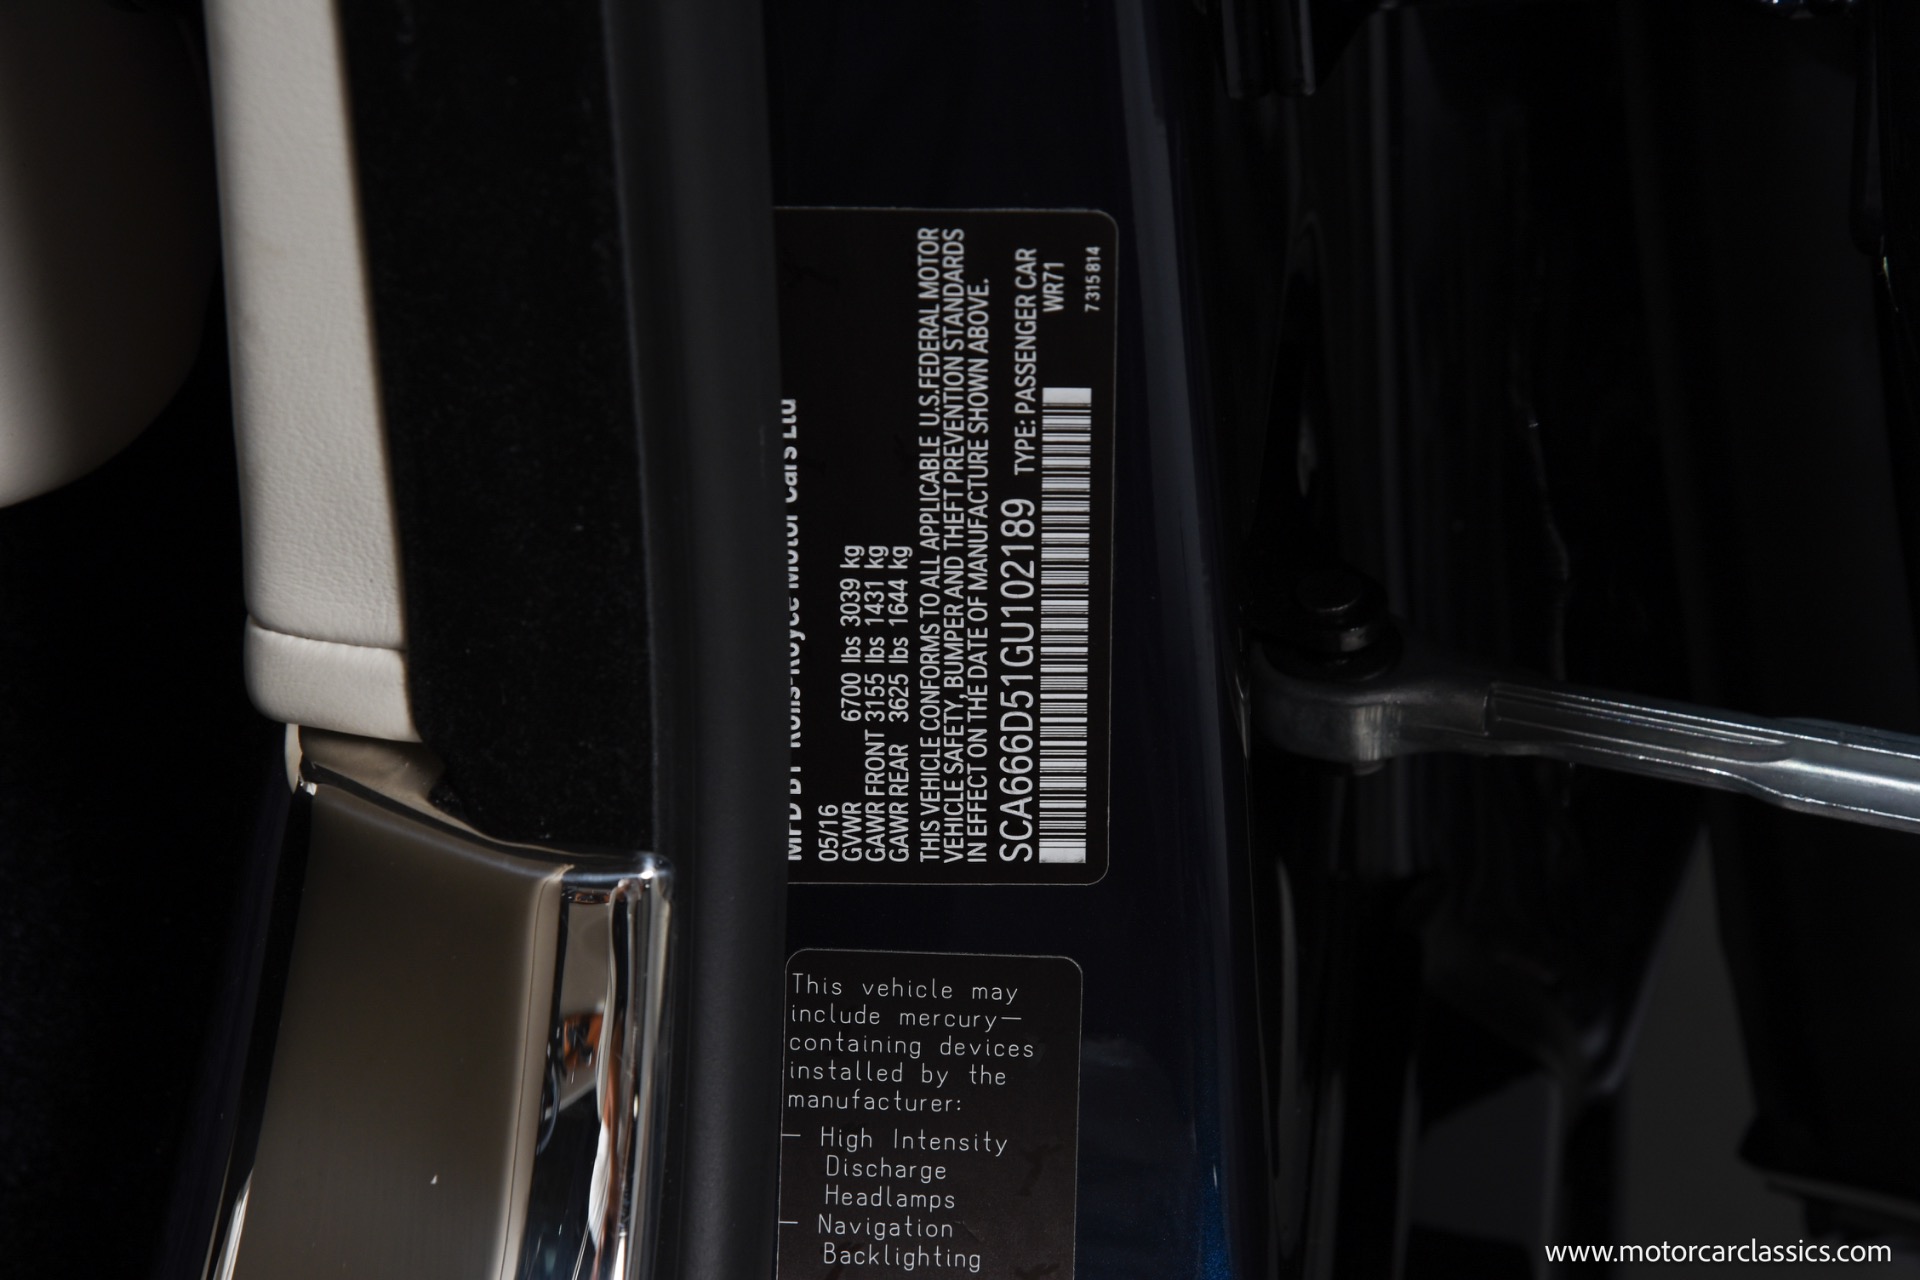 MFD BY Rolls-Royce Motor Cars Ltd
05/16
GVWR 6700 lbs 3039 kg
GAWR FRONT 3155 lbs 1431 kg
GAWR REAR 3625 lbs 1644 kg
THIS VEHICLE CONFORMS TO ALL APPLICABLE U.S.FEDERAL MOTOR
VEHICLE SAFETY, BUMPER AND THEFT PREVENTION STANDARDS
IN EFFECT ON THE DATE OF MANUFACTURE SHOWN ABOVE.
SCA666D51GU102189 TYPE: PASSENGER CAR
WR71
7315814
This vehicle may
include mercury—
containing devices
installed by the
manufacturer:
— High Intensity
Discharge
Headlamps
— Navigation
Backlighting
www.motorcarclassics.com